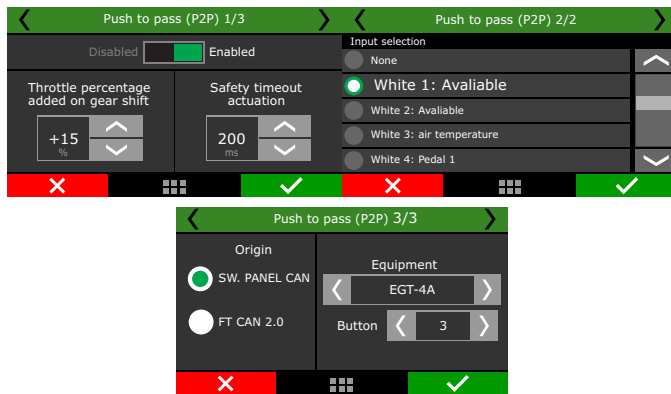 Push to pass (P2P) 1/3
Disabled
Enabled
Throttle percentage
added on gear shift
+15
%
Safety timeout
actuation
200
ms
Push to pass (P2P) 2/2
Input selection
None
White 1: Avaliable
White 2: Avaliable
White 3: air temperature
White 4: Pedal 1
Push to pass (P2P) 3/3
Origin
SW. PANEL CAN
FT CAN 2.0
Equipment
EGT-4A
Button
3